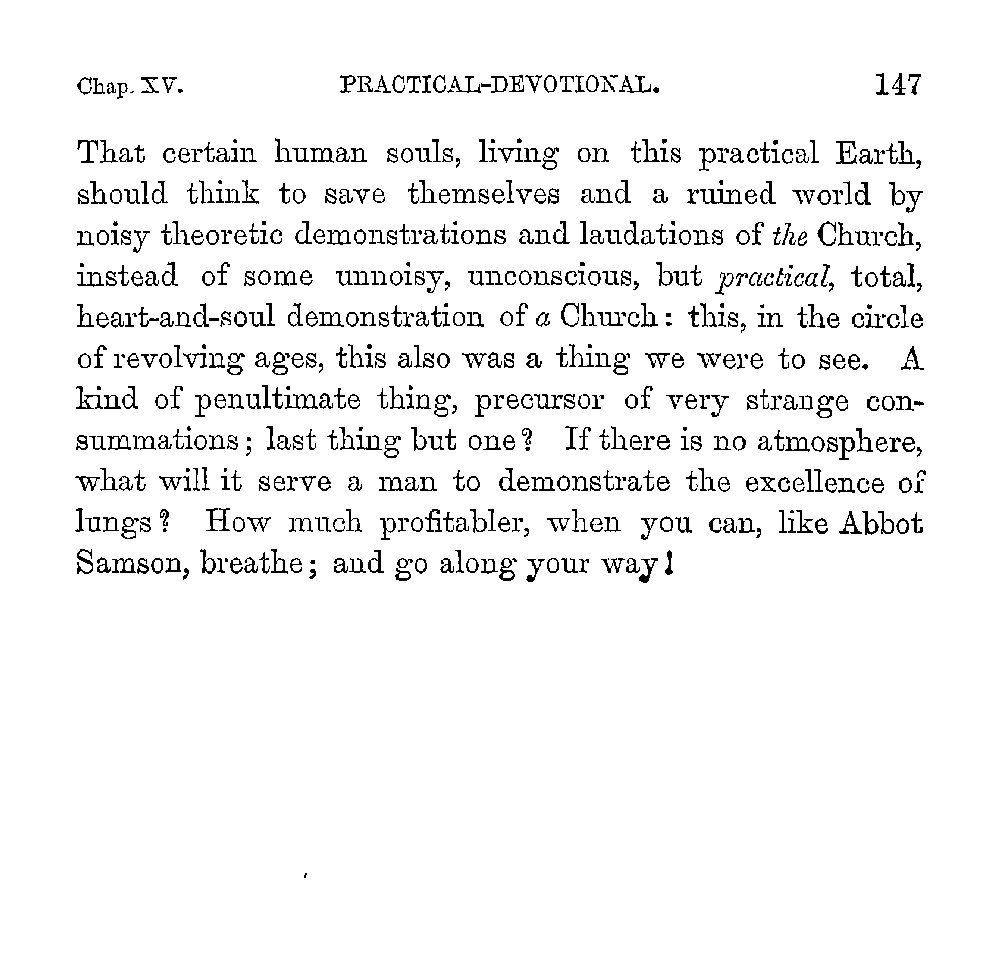 Chap. XV. PRACTICAL-DEVOTIONAL. 147
That certain human souls, living on this practical Earth,
should think to save themselves and a ruined world by
noisy theoretic demonstrations and laudations of the Church,
instead of some unnoisy, unconscious, but practical, total,
heart-and-soul demonstration of a Church: this, in the circle
of revolving ages, this also was a thing we were to see. A
kind of penultimate thing, precursor of very strange con-
summations; last thing but one? If there is no atmosphere,
what will it serve a man to demonstrate the excellence of
lungs? How much profitabler, when you can, like Abbot
Samson, breathe; and go along your way!